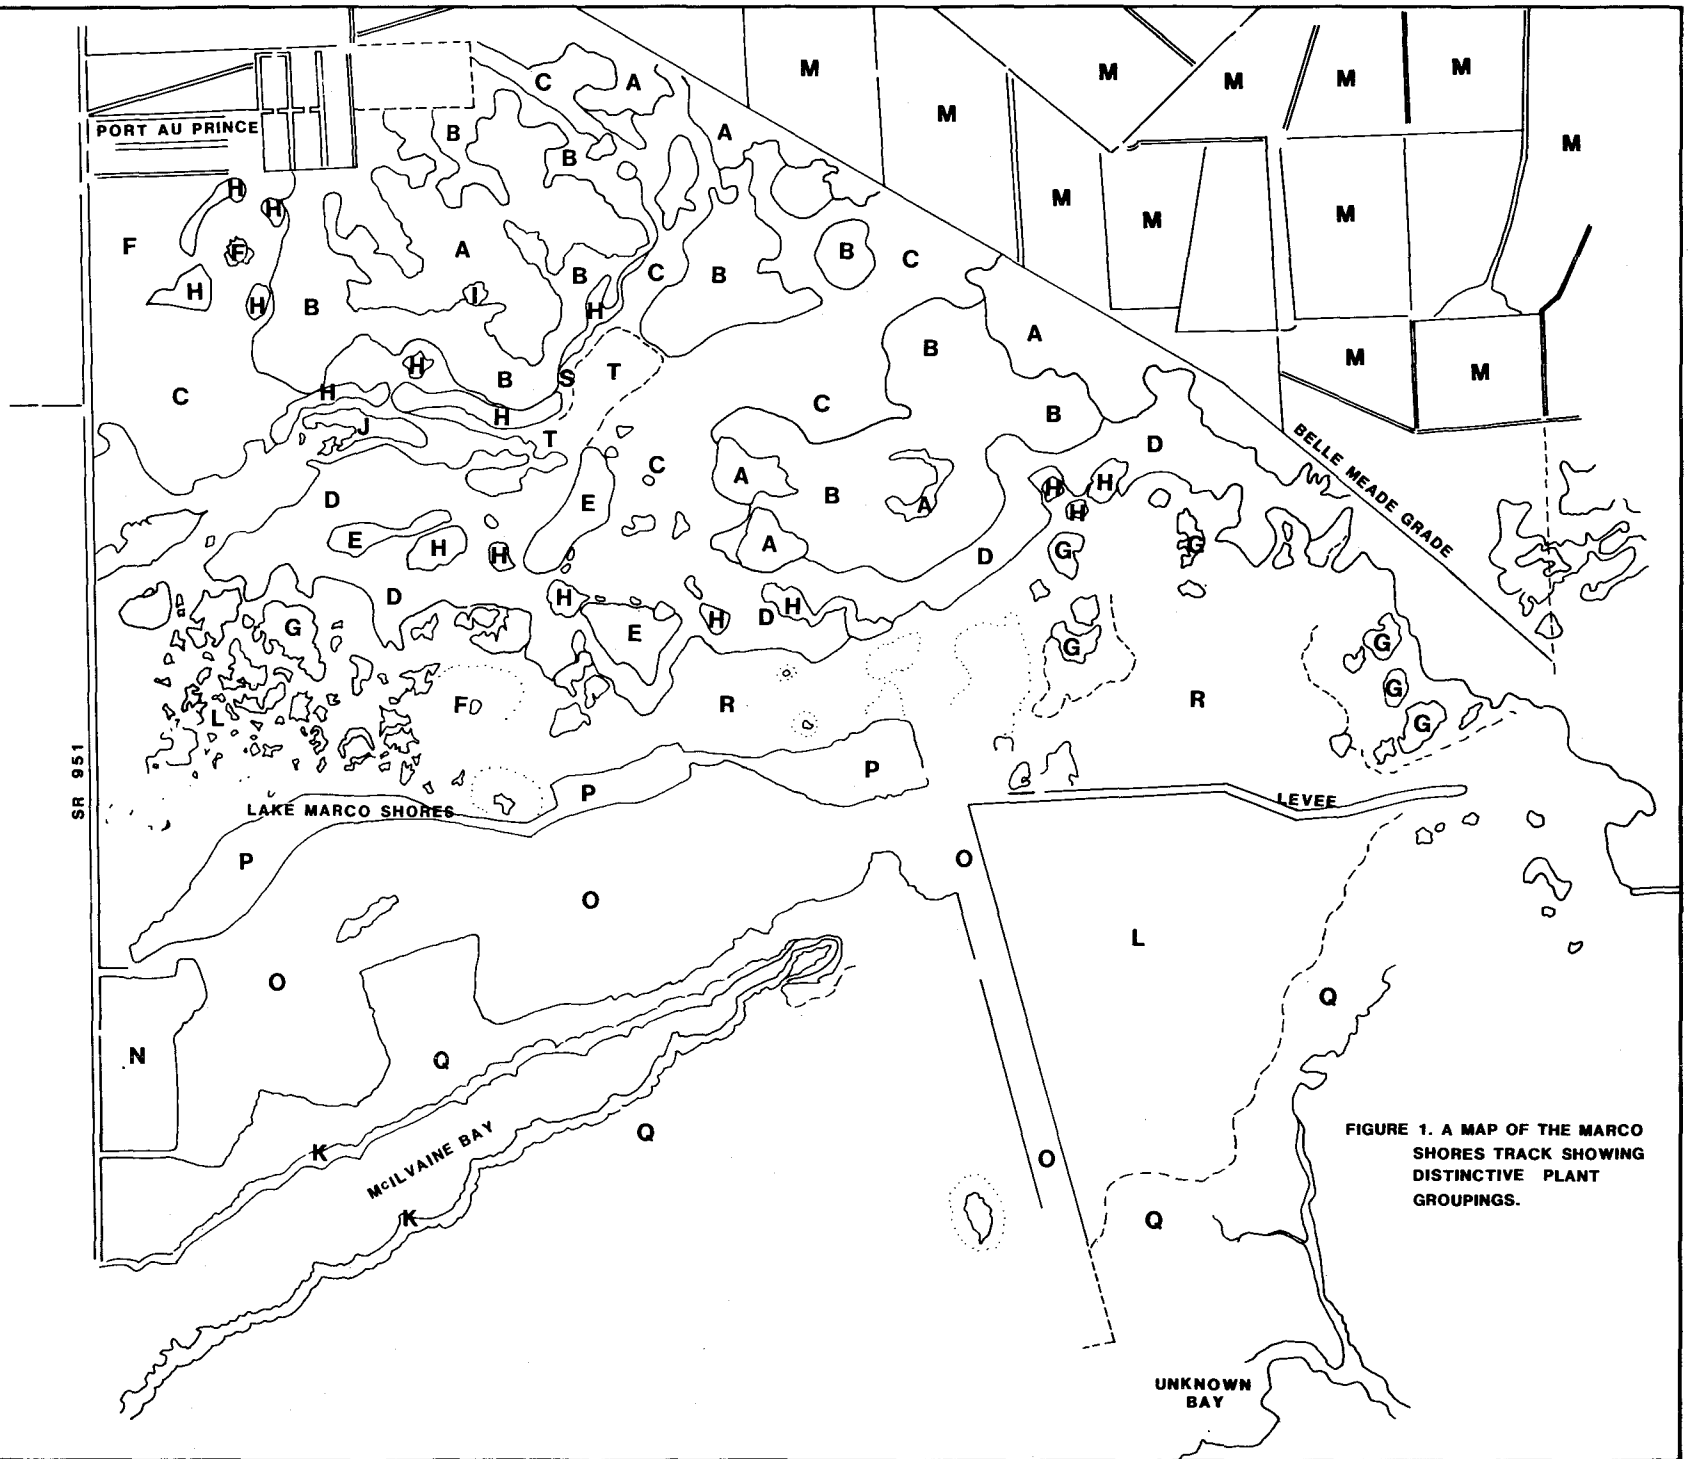 M
M
M
M
M
M
C
A
PORT AU PRINCE
B
A
M
B
H
H
M
M
M
F
F
A
B
C
B
B
C
H
H
I
B
H
A
B
H
B
S
T
M
M
C
H
H
C
B
J
T
D
BELLE MEADE GRADE
C
A
H
H
D
E
B
A
H
E
H
H
A
D
G
G
D
H
H
H
D
G
E
G
G
G
F
L
R
R
G
SR 951
P
P
LAKE MARCO SHORES
LEVEE
P
O
O
L
O
Q
N
Q
McILVAINE BAY
K
Q
O
K
Q
FIGURE 1. A MAP OF THE MARCO
SHORES TRACK SHOWING
DISTINCTIVE PLANT
GROUPINGS.
UNKNOWN
BAY